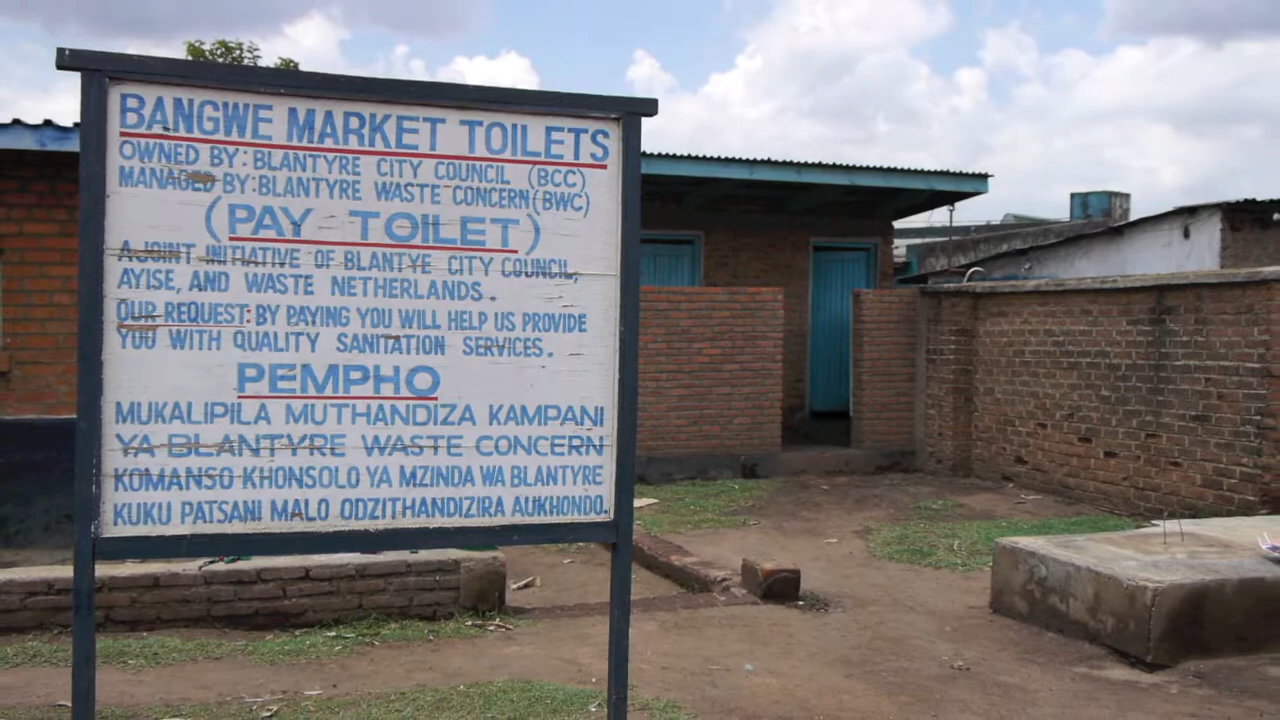 BANGWE MARKET TOILETS
OWNED BY: BLANTYRE CITY COUNCIL (BCC)
MANAGED BY: BLANTYRE WASTE CONCERN (BWC)
(PAY TOILET)
A JOINT INITIATIVE OF BLANTYE CITY COUNCIL,
AYISE, AND WASTE NETHERLANDS.
OUR REQUEST: BY PAYING YOU WILL HELP US PROVIDE
YOU WITH QUALITY SANITATION SERVICES.
PEMPHO
MUKALIPILA MUTHANDIZA KAMPANI
YA BLANTYRE WASTE CONCERN
KOMANSO KHONSOLO YA MZINDA WA BLANTYRE
KUKU PATSANI MALO ODZITHANDIZIRA AUKHONDO.